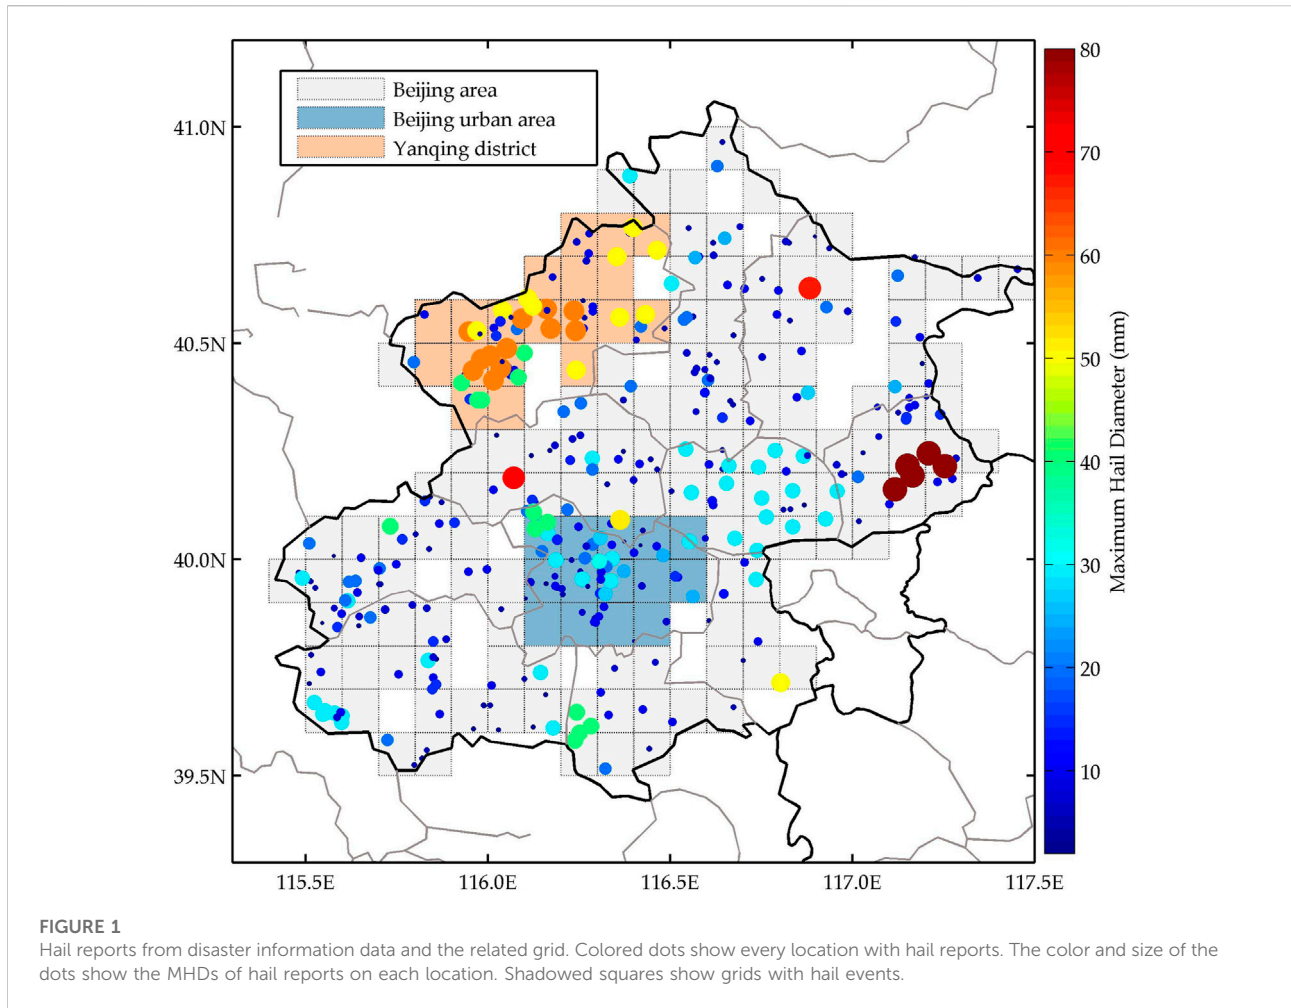 Beijing area
Beijing urban area
Yanqing district
41.0N
40.5N
40.0N
39.5N
115.5E
116.0E
116.5E
117.0E
117.5E
80
70
60
50
40
30
20
10
Maximum Hail Diameter (mm)
FIGURE 1
Hail reports from disaster information data and the related grid. Colored dots show every location with hail reports. The color and size of the
dots show the MHDs of hail reports on each location. Shadowed squares show grids with hail events.